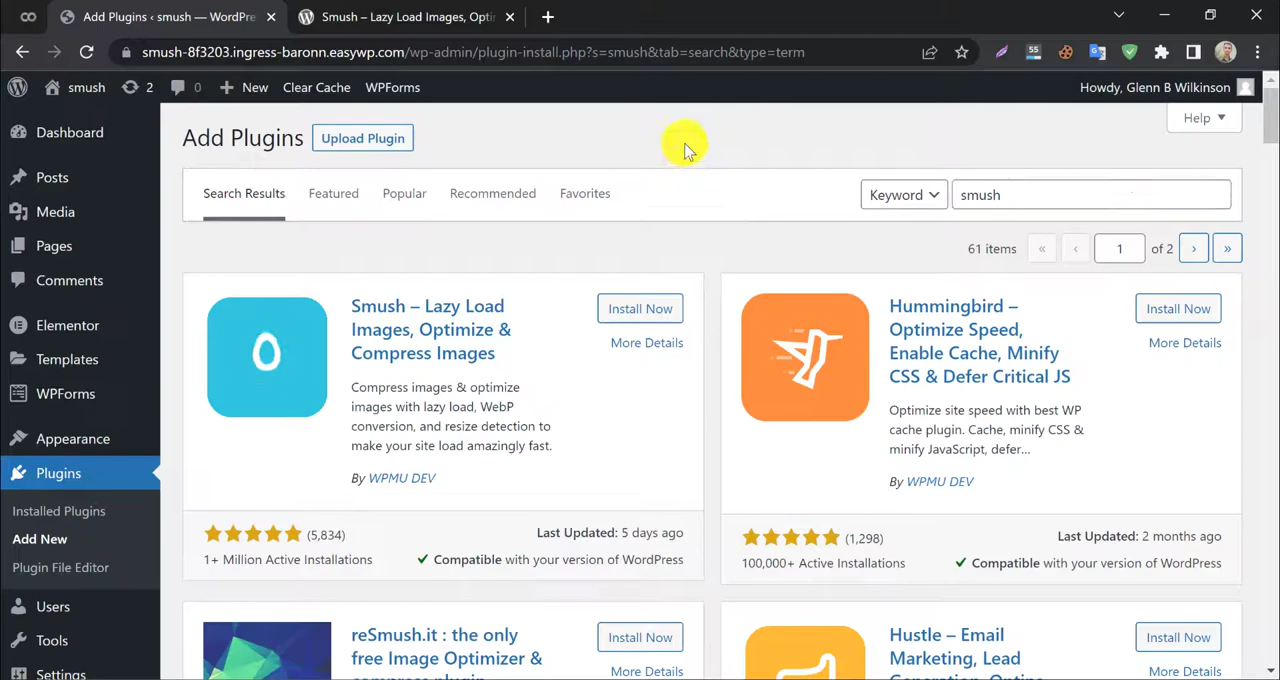 Add Plugins ‹ smush — WordPre
Smush – Lazy Load Images, Optim
smush-8f3203.ingress-baronn.easywp.com/wp-admin/plugin-install.php?s=smush&tab=search&type=term
55
smush
2
0
New
Clear Cache
WPForms
Howdy, Glenn B Wilkinson
Dashboard
Posts
Media
Pages
Comments
Elementor
Templates
WPForms
Appearance
Plugins
Installed Plugins
Add New
Plugin File Editor
Users
Tools
Settings
Add Plugins
Upload Plugin
Help
Search Results
Featured
Popular
Recommended
Favorites
Keyword
smush
61 items
«
‹
1
of 2
›
»
Smush – Lazy Load
Images, Optimize &
Compress Images
Install Now
More Details
Compress images & optimize
images with lazy load, WebP
conversion, and resize detection to
make your site load amazingly fast.
By WPMU DEV
(5,834)
1+ Million Active Installations
Last Updated: 5 days ago
Compatible with your version of WordPress
Hummingbird –
Optimize Speed,
Enable Cache, Minify
CSS & Defer Critical JS
Install Now
More Details
Optimize site speed with best WP
cache plugin. Cache, minify CSS &
minify JavaScript, defer...
By WPMU DEV
(1,298)
100,000+ Active Installations
Last Updated: 2 months ago
Compatible with your version of WordPress
reSmush.it : the only
free Image Optimizer &
compress plugin
Install Now
More Details
Hustle – Email
Marketing, Lead
Generation, Optins
Install Now
More Details